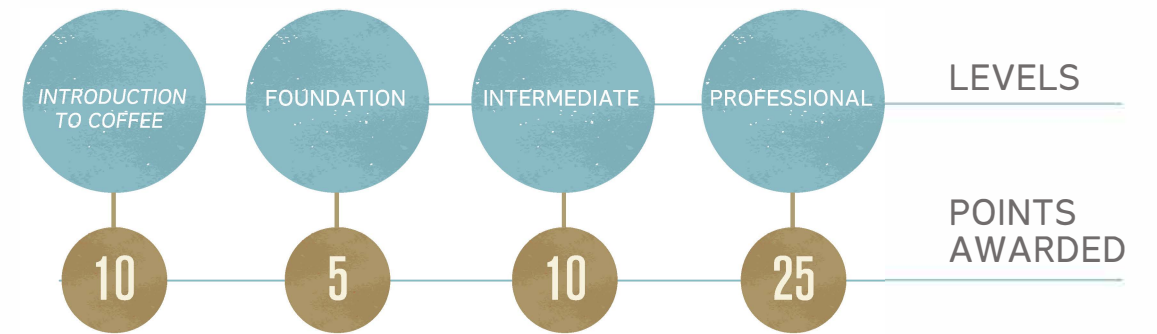 INTRODUCTION
TO COFFEE
FOUNDATION
INTERMEDIATE
PROFESSIONAL
LEVELS
10
5
10
25
POINTS
AWARDED